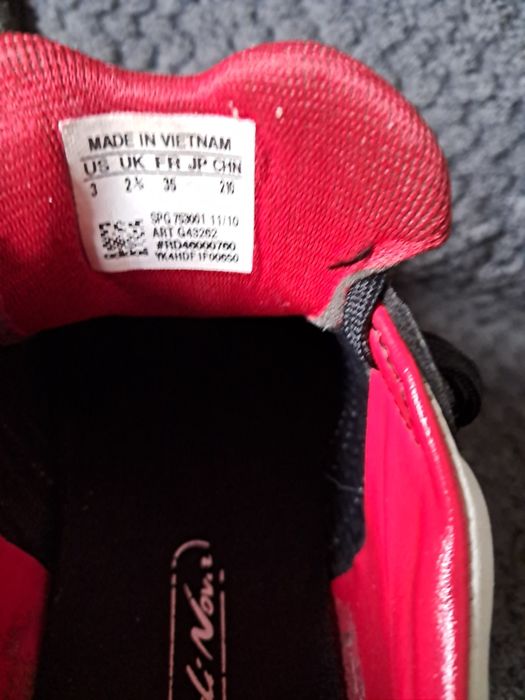 MADE IN VIETNAM
US UK FR JP CHN
3 2½ 35 210
SPG 753001 11/10
ART G43262
#RD46000760
YK4HDF1F00650
Nov.